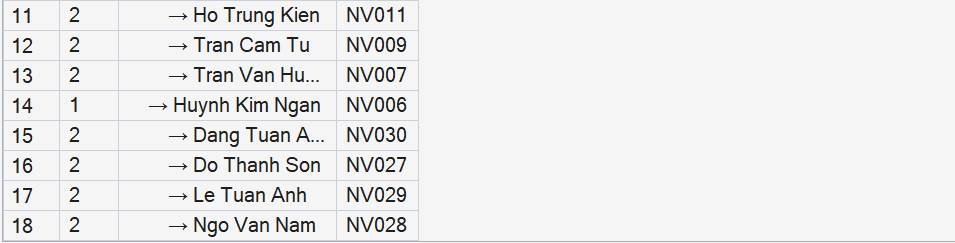 11 2 → Ho Trung Kien NV011
12 2 → Tran Cam Tu NV009
13 2 → Tran Van Hu... NV007
14 1 → Huynh Kim Ngan NV006
15 2 → Dang Tuan A... NV030
16 2 → Do Thanh Son NV027
17 2 → Le Tuan Anh NV029
18 2 → Ngo Van Nam NV028